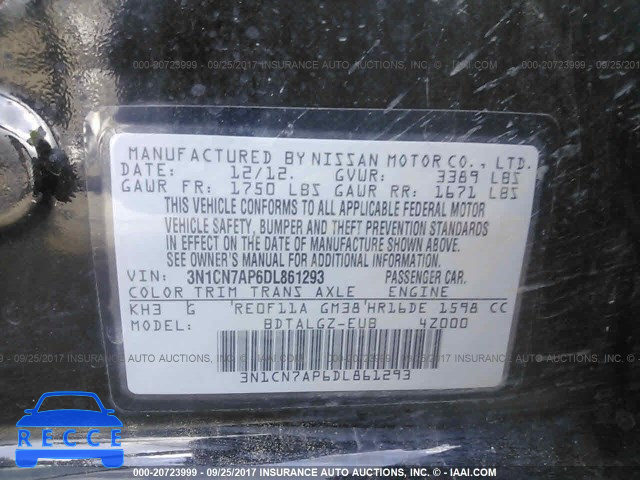 000-20723999 - 09/25/2017 INSURANCE AUTO AUCTIONS, INC. - © - IAAI.COM
MANUFACTURED BY NISSAN MOTOR CO., LTD.
DATE: 12/12. GVWR: 3389 LBS
GAWR FR: 1750 LBS GAWR RR: 1671 LBS
THIS VEHICLE CONFORMS TO ALL APPLICABLE FEDERAL MOTOR
VEHICLE SAFETY, BUMPER, AND THEFT PREVENTION STANDARDS
IN EFFECT ON THE DATE OF MANUFACTURE SHOWN ABOVE.
SEE OWNER'S MANUAL FOR ADDITIONAL INFORMATION.
VIN: 3N1CN7AP6DL861293 PASSENGER CAR.
COLOR TRIM TRANS AXLE ENGINE
KH3 G RE0F11A GM38 HR16DE 1598 CC
MODEL: BDTALGZ-EUB 4Z000
3N1CN7AP6DL861293
RECCE
000-20723999 - 09/25/2017 INSURANCE AUTO AUCTIONS, INC. - © - IAAI.COM